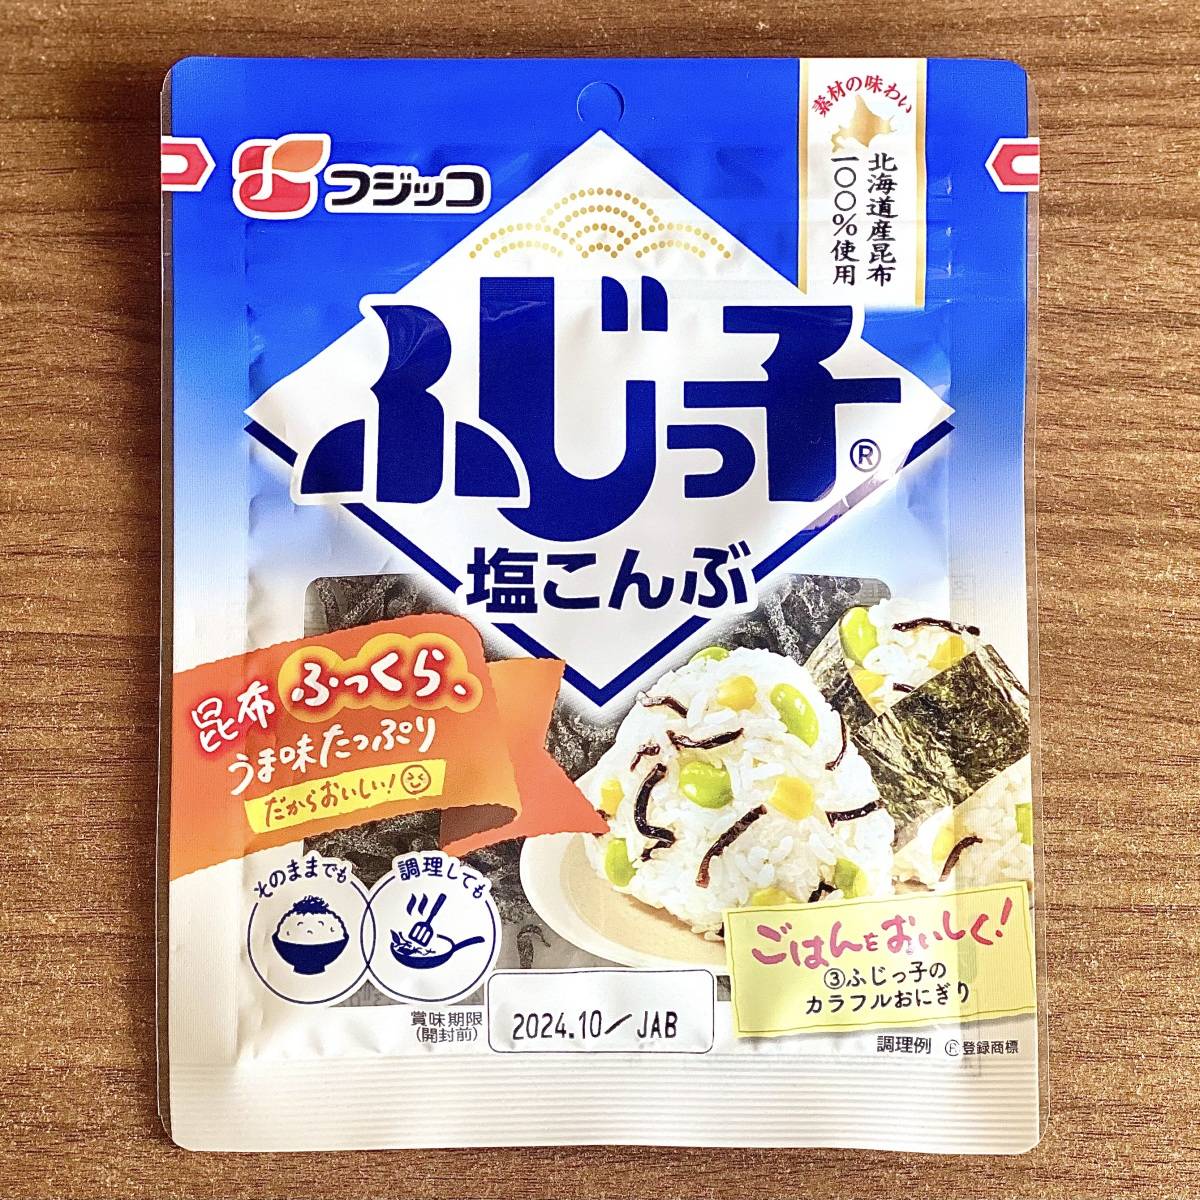 フジッコ
素材の味わい
北海道産昆布
一〇〇%使用
ふじっ子®
塩こんぶ
昆布ふっくら、
うま味たっぷり
だからおいしい!
そのままでも
調理しても
ごはんをおいしく!
③ふじっ子の
カラフルおにぎり
賞味期限
(開封前)
2024.10/JAB
調理例 Ⓡ登録商標